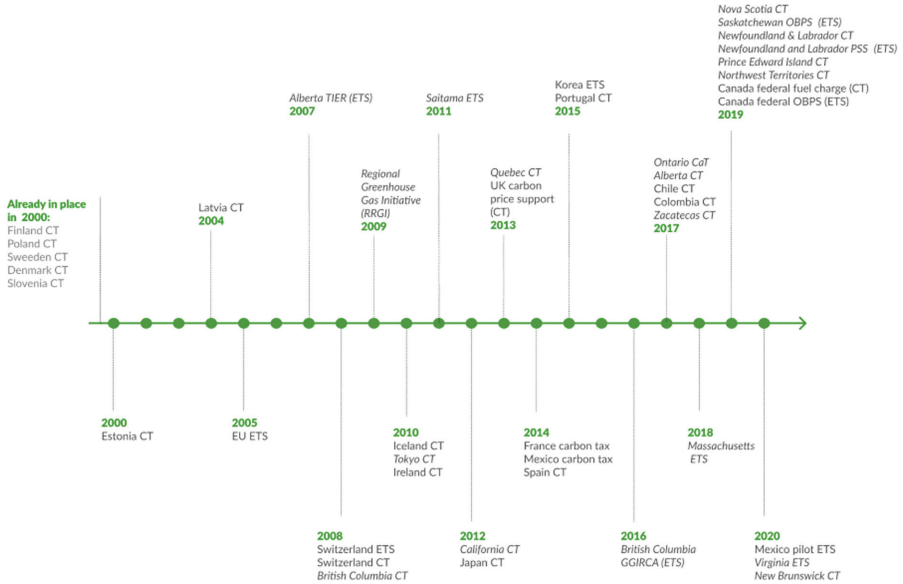 Already in place
in 2000:
Finland CT
Poland CT
Sweeden CT
Denmark CT
Slovenia CT
2000
Estonia CT
Latvia CT
2004
2005
EU ETS
Alberta TIER (ETS)
2007
2008
Switzerland ETS
Switzerland CT
British Columbia CT
Regional
Greenhouse
Gas Initiative
(RRGI)
2009
2010
Iceland CT
Tokyo CT
Ireland CT
Saitama ETS
2011
2012
California CT
Japan CT
Quebec CT
UK carbon
price support
(CT)
2013
2014
France carbon tax
Mexico carbon tax
Spain CT
Korea ETS
Portugal CT
2015
2016
British Columbia
GGIRCA (ETS)
Ontario CaT
Alberta CT
Chile CT
Colombia CT
Zacatecas CT
2017
2018
Massachusetts
ETS
Nova Scotia CT
Saskatchewan OBPS (ETS)
Newfoundland & Labrador CT
Newfoundland and Labrador PSS (ETS)
Prince Edward Island CT
Northwest Territories CT
Canada federal fuel charge (CT)
Canada federal OBPS (ETS)
2019
2020
Mexico pilot ETS
Virginia ETS
New Brunswick CT